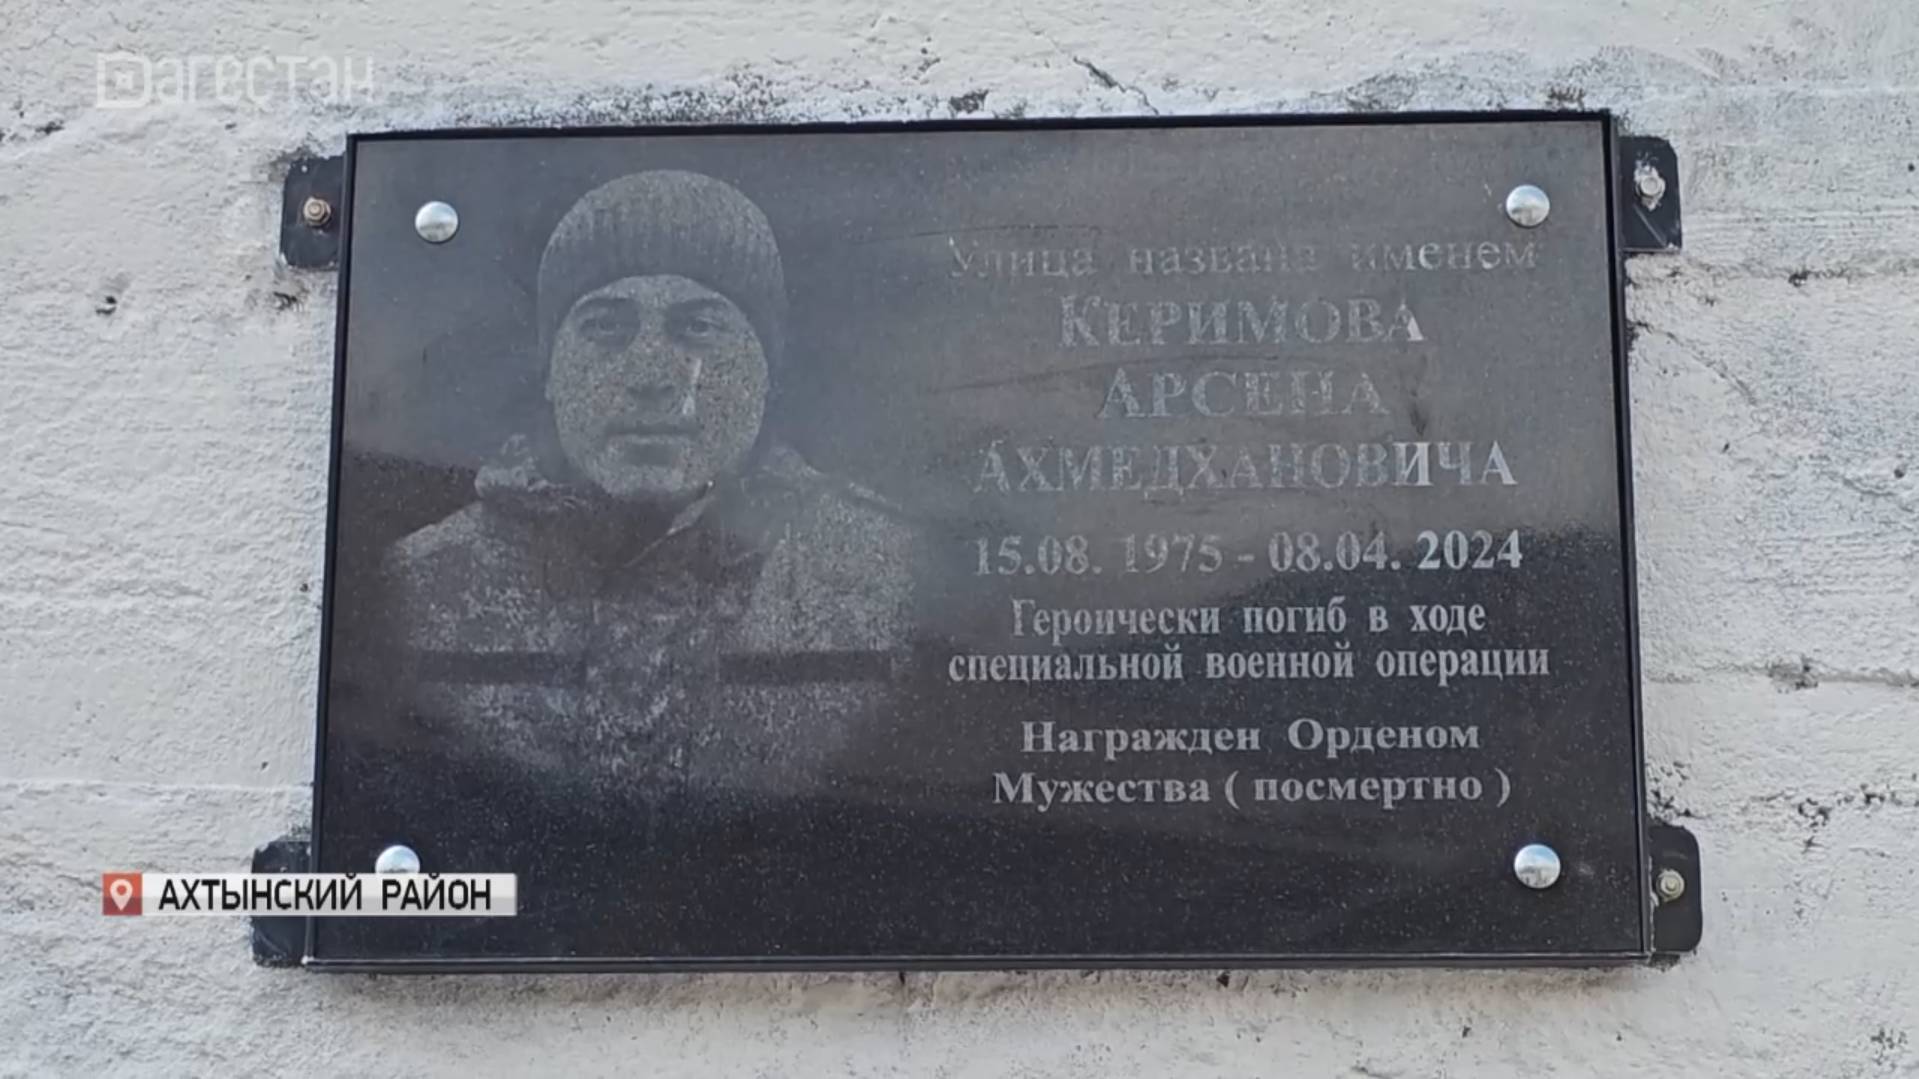 Дагестан
Улица названа именем
КЕРИМОВА
АРСЕНА
АХМЕДХАНОВИЧА
15.08. 1975 - 08.04. 2024
Героически погиб в ходе
специальной военной операции
Награжден Орденом
Мужества ( посмертно )
АХТЫНСКИЙ РАЙОН